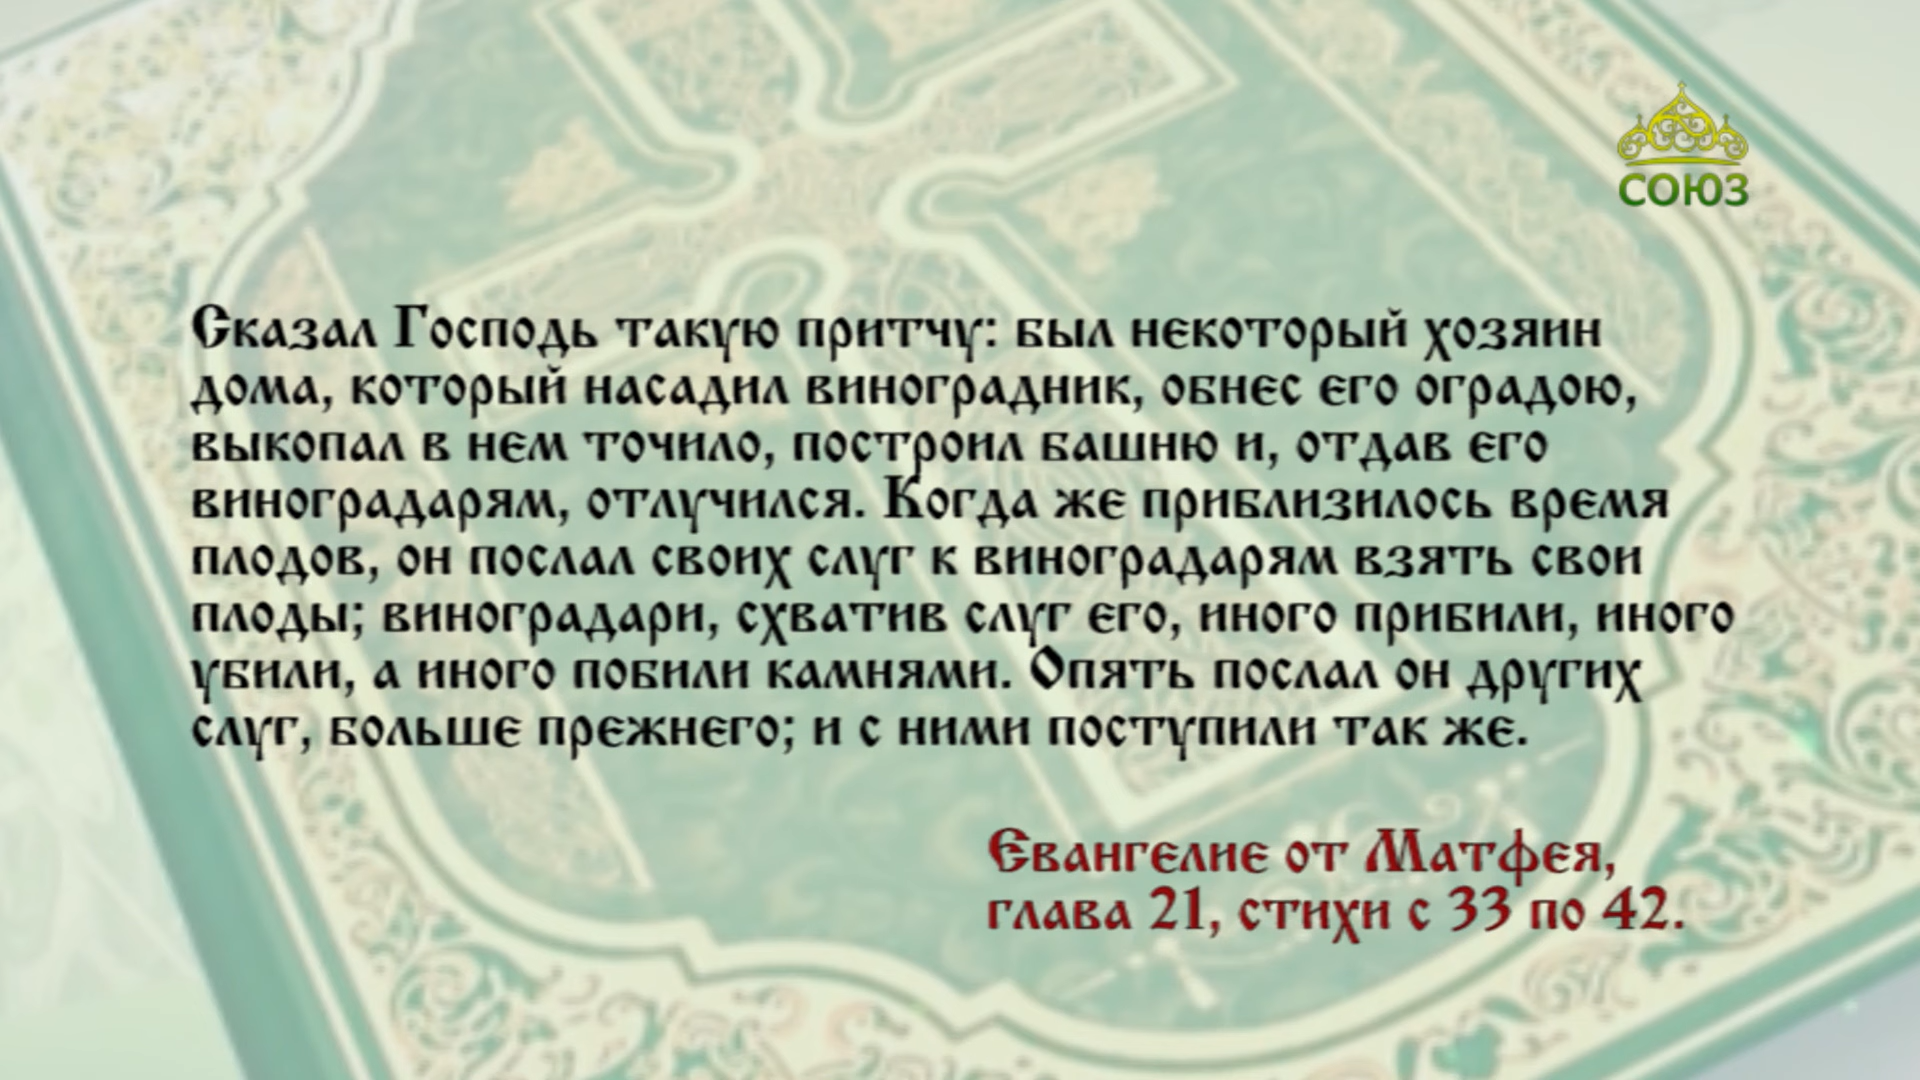 СОЮЗ
Сказал Господь такую притчу: был некоторый хозяин
дома, который насадил виноградник, обнес его оградою,
выкопал в нем точило, построил башню и, отдав его
виноградарям, отлучился. Когда же приблизилось время
плодов, он послал своих слуг к виноградарям взять свои
плоды; виноградари, схватив слуг его, иного прибили, иного
убили, а иного побили камнями. Опять послал он других
слуг, больше прежнего; и с ними поступили так же.
Евангелие от Матфея,
глава 21, стихи с 33 по 42.